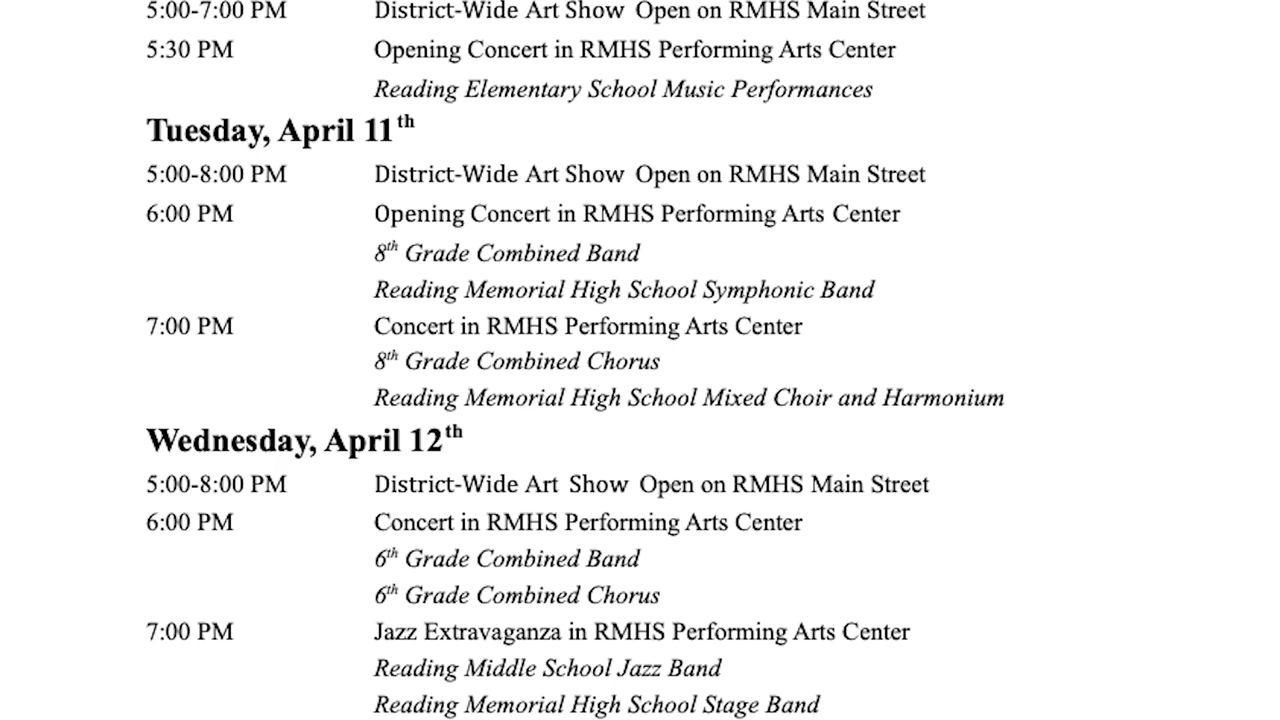 5:00-7:00 PM District-Wide Art Show Open on RMHS Main Street
5:30 PM Opening Concert in RMHS Performing Arts Center
Reading Elementary School Music Performances
Tuesday, April 11th
5:00-8:00 PM District-Wide Art Show Open on RMHS Main Street
6:00 PM Opening Concert in RMHS Performing Arts Center
8th Grade Combined Band
Reading Memorial High School Symphonic Band
7:00 PM Concert in RMHS Performing Arts Center
8th Grade Combined Chorus
Reading Memorial High School Mixed Choir and Harmonium
Wednesday, April 12th
5:00-8:00 PM District-Wide Art Show Open on RMHS Main Street
6:00 PM Concert in RMHS Performing Arts Center
6th Grade Combined Band
6th Grade Combined Chorus
7:00 PM Jazz Extravaganza in RMHS Performing Arts Center
Reading Middle School Jazz Band
Reading Memorial High School Stage Band